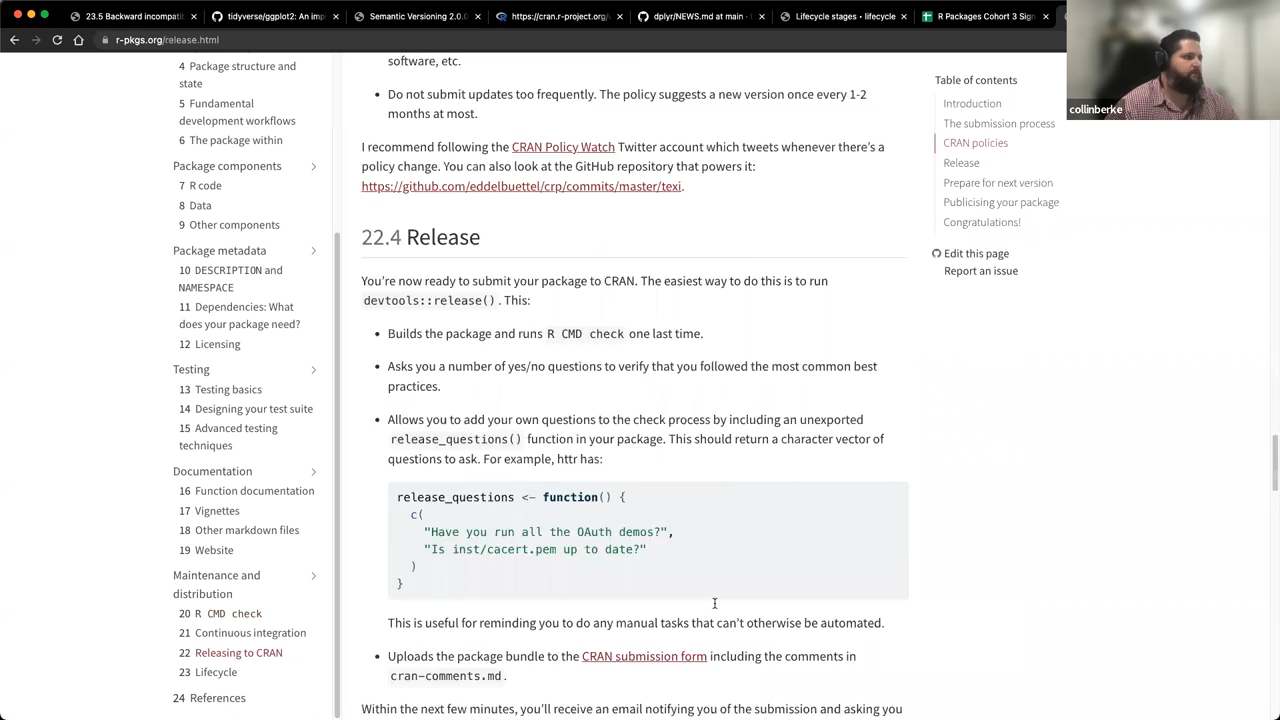 23.5 Backward incompatib
tidyverse/ggplot2: An imp
Semantic Versioning 2.0.0
https://cran.r-project.org/
dplyr/NEWS.md at main · t
Lifecycle stages • lifecycle
R Packages Cohort 3 Sign
r-pkgs.org/release.html
collinberke
4 Package structure and
state
5 Fundamental
development workflows
6 The package within
Package components
7 R code
8 Data
9 Other components
Package metadata
10 DESCRIPTION and
NAMESPACE
11 Dependencies: What
does your package need?
12 Licensing
Testing
13 Testing basics
14 Designing your test suite
15 Advanced testing
techniques
Documentation
16 Function documentation
17 Vignettes
18 Other markdown files
19 Website
Maintenance and
distribution
20 R CMD check
21 Continuous integration
22 Releasing to CRAN
23 Lifecycle
24 References
software, etc.
• Do not submit updates too frequently. The policy suggests a new version once every 1-2
months at most.
I recommend following the CRAN Policy Watch Twitter account which tweets whenever there’s a
policy change. You can also look at the GitHub repository that powers it:
https://github.com/eddelbuettel/crp/commits/master/texi.
22.4 Release
You’re now ready to submit your package to CRAN. The easiest way to do this is to run
devtools::release(). This:
• Builds the package and runs R CMD check one last time.
• Asks you a number of yes/no questions to verify that you followed the most common best
practices.
• Allows you to add your own questions to the check process by including an unexported
release_questions() function in your package. This should return a character vector of
questions to ask. For example, httr has:
release_questions <- function() {
c(
"Have you run all the OAuth demos?",
"Is inst/cacert.pem up to date?"
)
}
This is useful for reminding you to do any manual tasks that can’t otherwise be automated.
• Uploads the package bundle to the CRAN submission form including the comments in
cran-comments.md.
Within the next few minutes, you’ll receive an email notifying you of the submission and asking you
Table of contents
Introduction
The submission process
CRAN policies
Release
Prepare for next version
Publicising your package
Congratulations!
Edit this page
Report an issue